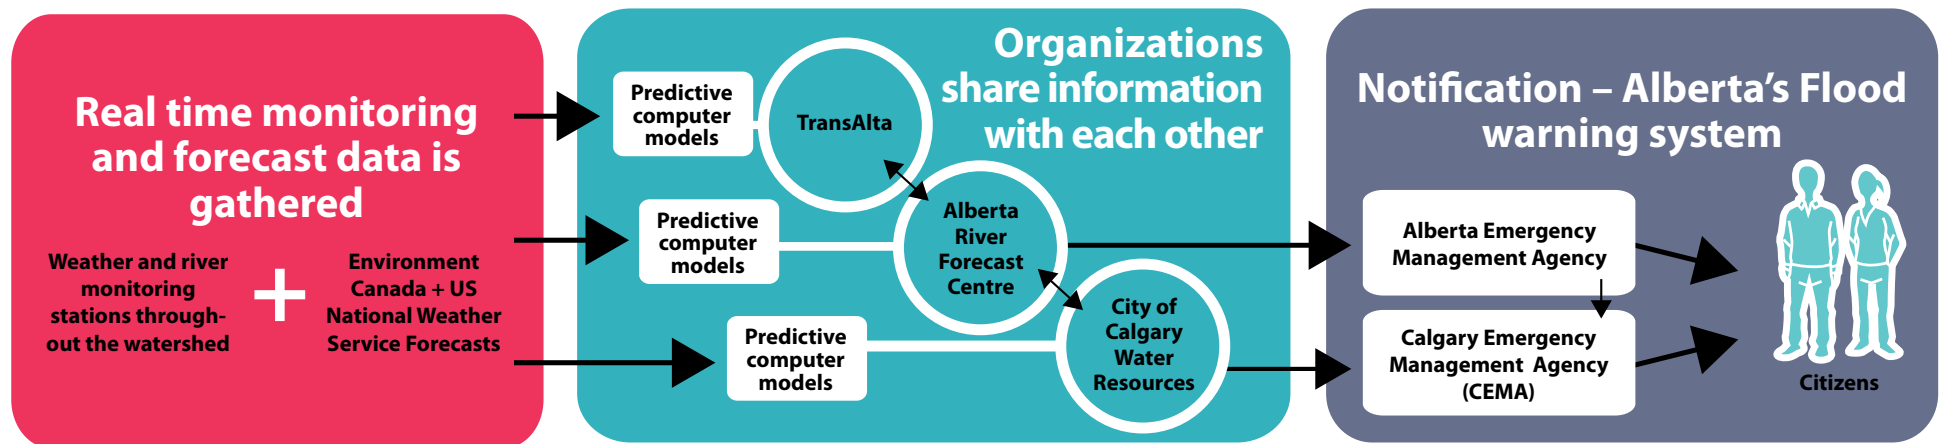 Real time monitoring
and forecast data is
gathered
Weather and river
monitoring
stations through-
out the watershed
+
Environment
Canada + US
National Weather
Service Forecasts
Organizations
share information
with each other
Predictive
computer
models
TransAlta
Predictive
computer
models
Alberta
River
Forecast
Centre
Predictive
computer
models
City of
Calgary
Water
Resources
Notification – Alberta's Flood
warning system
Alberta Emergency
Management Agency
Calgary Emergency
Management Agency
(CEMA)
Citizens